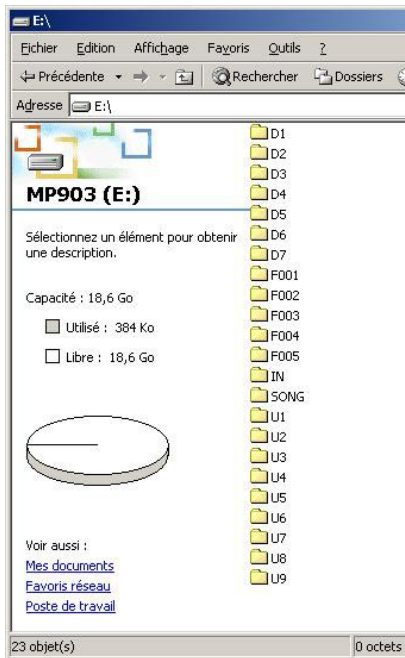 E:\
Fichier Edition Affichage Favoris Outils ?
Précédente Rechercher Dossiers
Adresse E:\
MP903 (E:)
Sélectionnez un élément pour obtenir
une description.
Capacité : 18,6 Go
Utilisé : 384 Ko
Libre : 18,6 Go
Voir aussi :
Mes documents
Favoris réseau
Poste de travail
D1
D2
D3
D4
D5
D6
D7
F001
F002
F003
F004
F005
IN
SONG
U1
U2
U3
U4
U5
U6
U7
U8
U9
23 objet(s) 0 octets